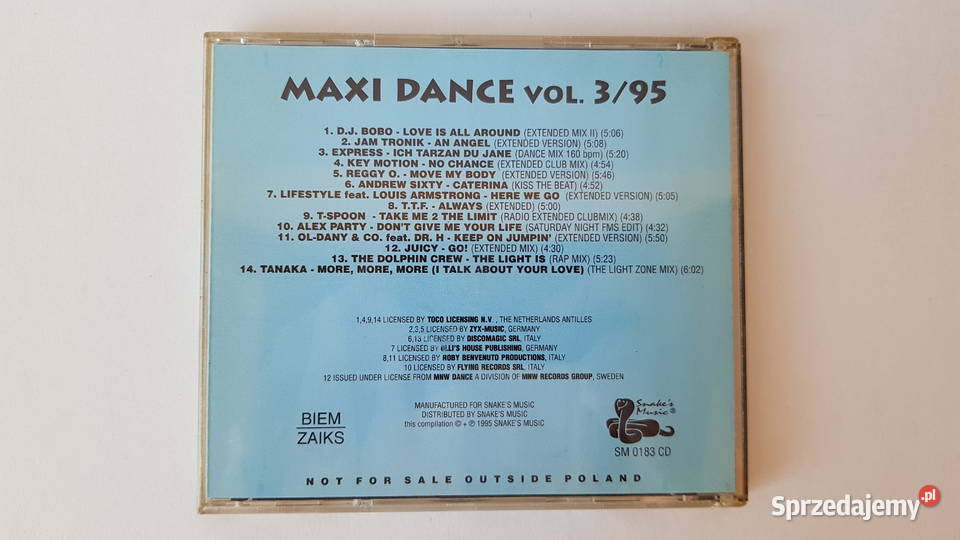 MAXI DANCE VOL. 3/95
1. D.J. BOBO - LOVE IS ALL AROUND (EXTENDED MIX II) (5:06)
2. JAM TRONIK - AN ANGEL (EXTENDED VERSION) (5:08)
3. EXPRESS - ICH TARZAN DU JANE (DANCE MIX 160 bpm) (5:20)
4. KEY MOTION - NO CHANCE (EXTENDED CLUB MIX) (4:54)
5. REGGY O. - MOVE MY BODY (EXTENDED VERSION) (5:46)
6. ANDREW SIXTY - CATERINA (KISS THE BEAT) (4:52)
7. LIFESTYLE feat. LOUIS ARMSTRONG - HERE WE GO (EXTENDED VERSION) (5:05)
8. T.T.F. - ALWAYS (EXTENDED) (5:00)
9. T-SPOON - TAKE ME 2 THE LIMIT (RADIO EXTENDED CLUBMIX) (4:38)
10. ALEX PARTY - DON'T GIVE ME YOUR LIFE (SATURDAY NIGHT FMS EDIT) (4:32)
11. OL-DANY & CO. feat. DR. H - KEEP ON JUMPIN' (EXTENDED VERSION) (5:50)
12. JUICY - GO! (EXTENDED MIX) (4:30)
13. THE DOLPHIN CREW - THE LIGHT IS (RAP MIX) (5:23)
14. TANAKA - MORE, MORE, MORE (I TALK ABOUT YOUR LOVE) (THE LIGHT ZONE MIX) (6:02)
1,4,9,14 LICENSED BY TOCO LICENSING N.V. , THE NETHERLANDS ANTILLES
2,3,5 LICENSED BY ZYX-MUSIC, GERMANY
6,13 LICENSED BY DISCOMAGIC SRL, ITALY
7 LICENSED BY ULLI'S HOUSE PUBLISHING, GERMANY
8,11 LICENSED BY ROBY BENVENUTO PRODUCTIONS, ITALY
10 LICENSED BY FLYING RECORDS SRL, ITALY
12 ISSUED UNDER LICENSE FROM MNW DANCE A DIVISION OF MNW RECORDS GROUP, SWEDEN
MANUFACTURED FOR SNAKE'S MUSIC
DISTRIBUTED BY SNAKE'S MUSIC
this compilation © + ℗ 1995 SNAKE'S MUSIC
BIEM
ZAIKS
Snake's
Music®
SM 0183 CD
NOT FOR SALE OUTSIDE POLAND
Sprzedajemy.pl